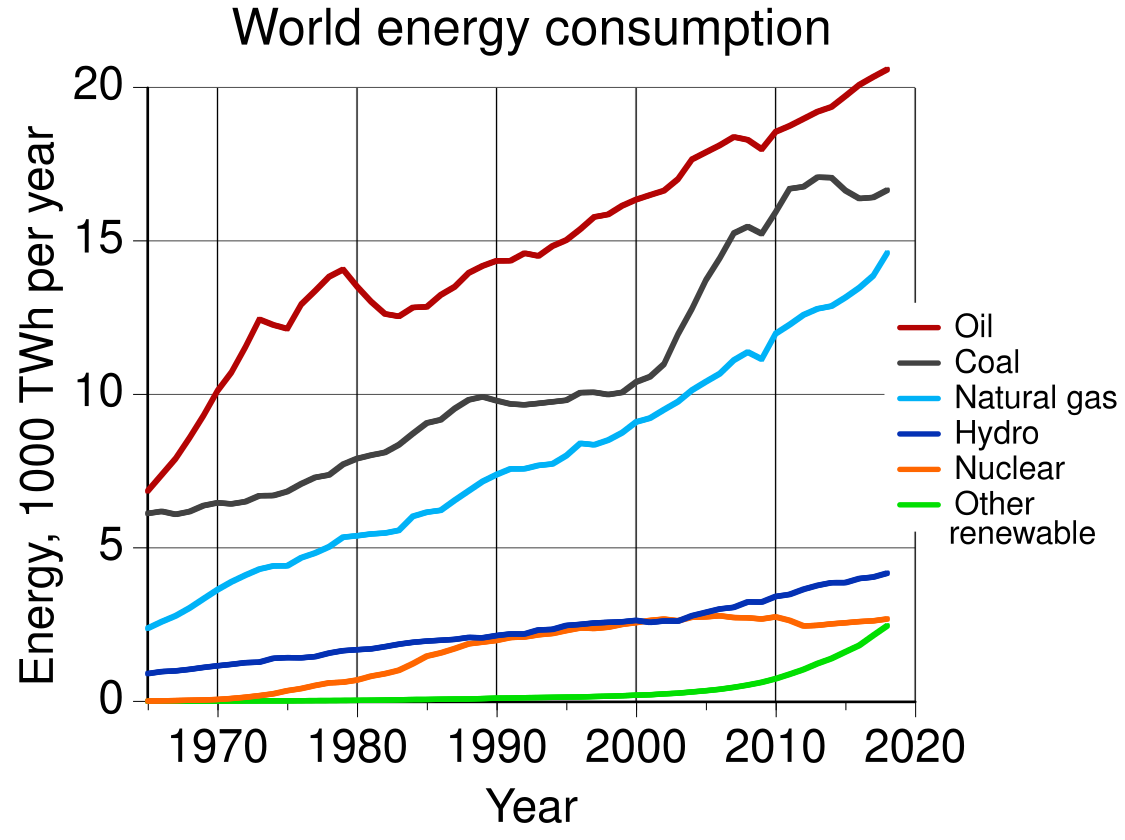 World energy consumption
Energy, 1000 TWh per year
20
15
10
5
0
Oil
Coal
Natural gas
Hydro
Nuclear
Other
renewable
1970 1980 1990 2000 2010 2020
Year